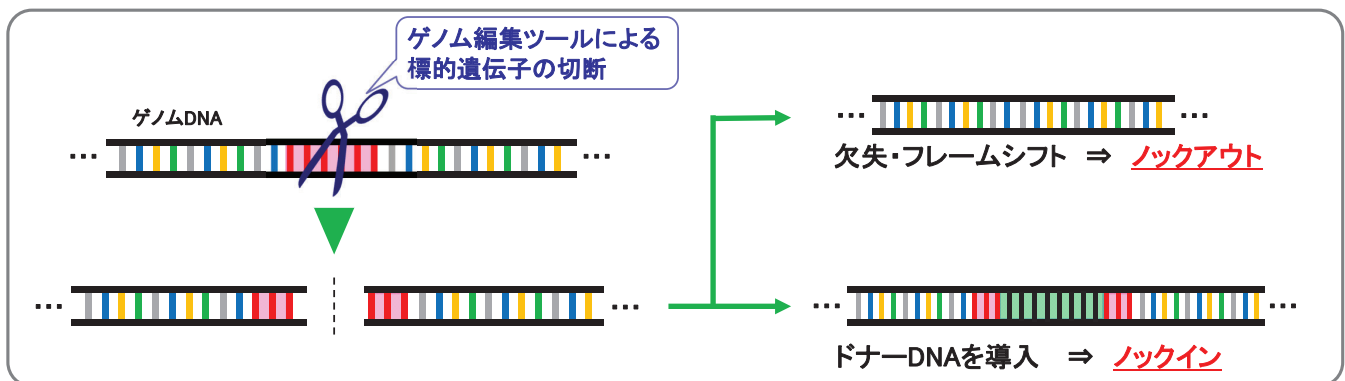 ゲノム編集ツールによる
標的遺伝子の切断
ゲノムDNA
欠失・フレームシフト ⇒ ノックアウト
ドナーDNAを導入 ⇒ ノックイン